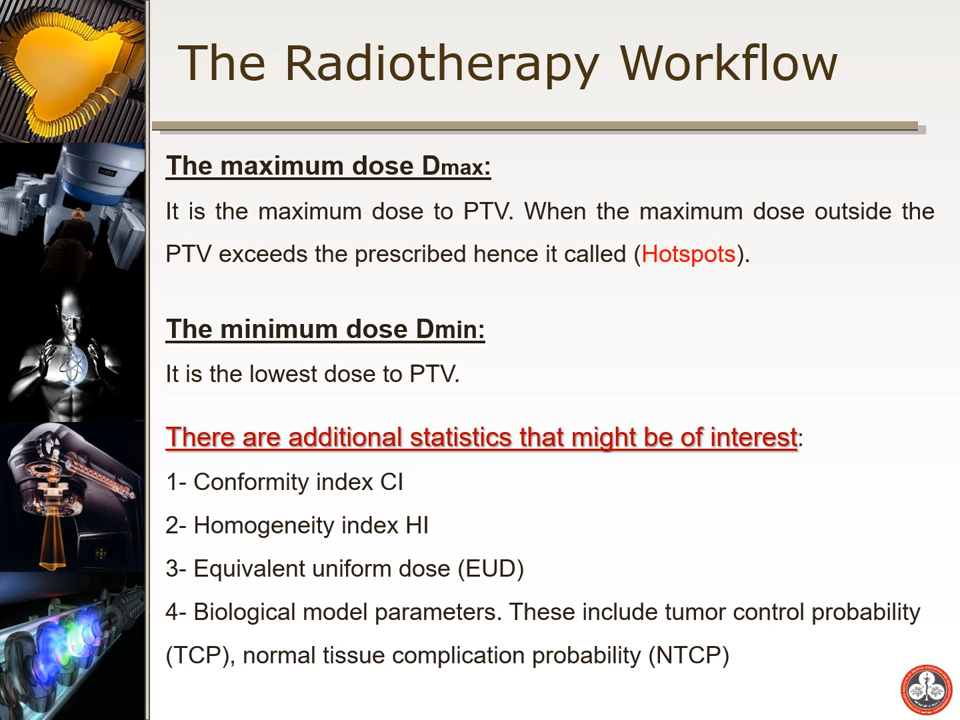 The Radiotherapy Workflow
The maximum dose Dmax:
It is the maximum dose to PTV. When the maximum dose outside the
PTV exceeds the prescribed hence it called (Hotspots).
The minimum dose Dmin:
It is the lowest dose to PTV.
There are additional statistics that might be of interest:
1- Conformity index CI
2- Homogeneity index HI
3- Equivalent uniform dose (EUD)
4- Biological model parameters. These include tumor control probability
(TCP), normal tissue complication probability (NTCP)